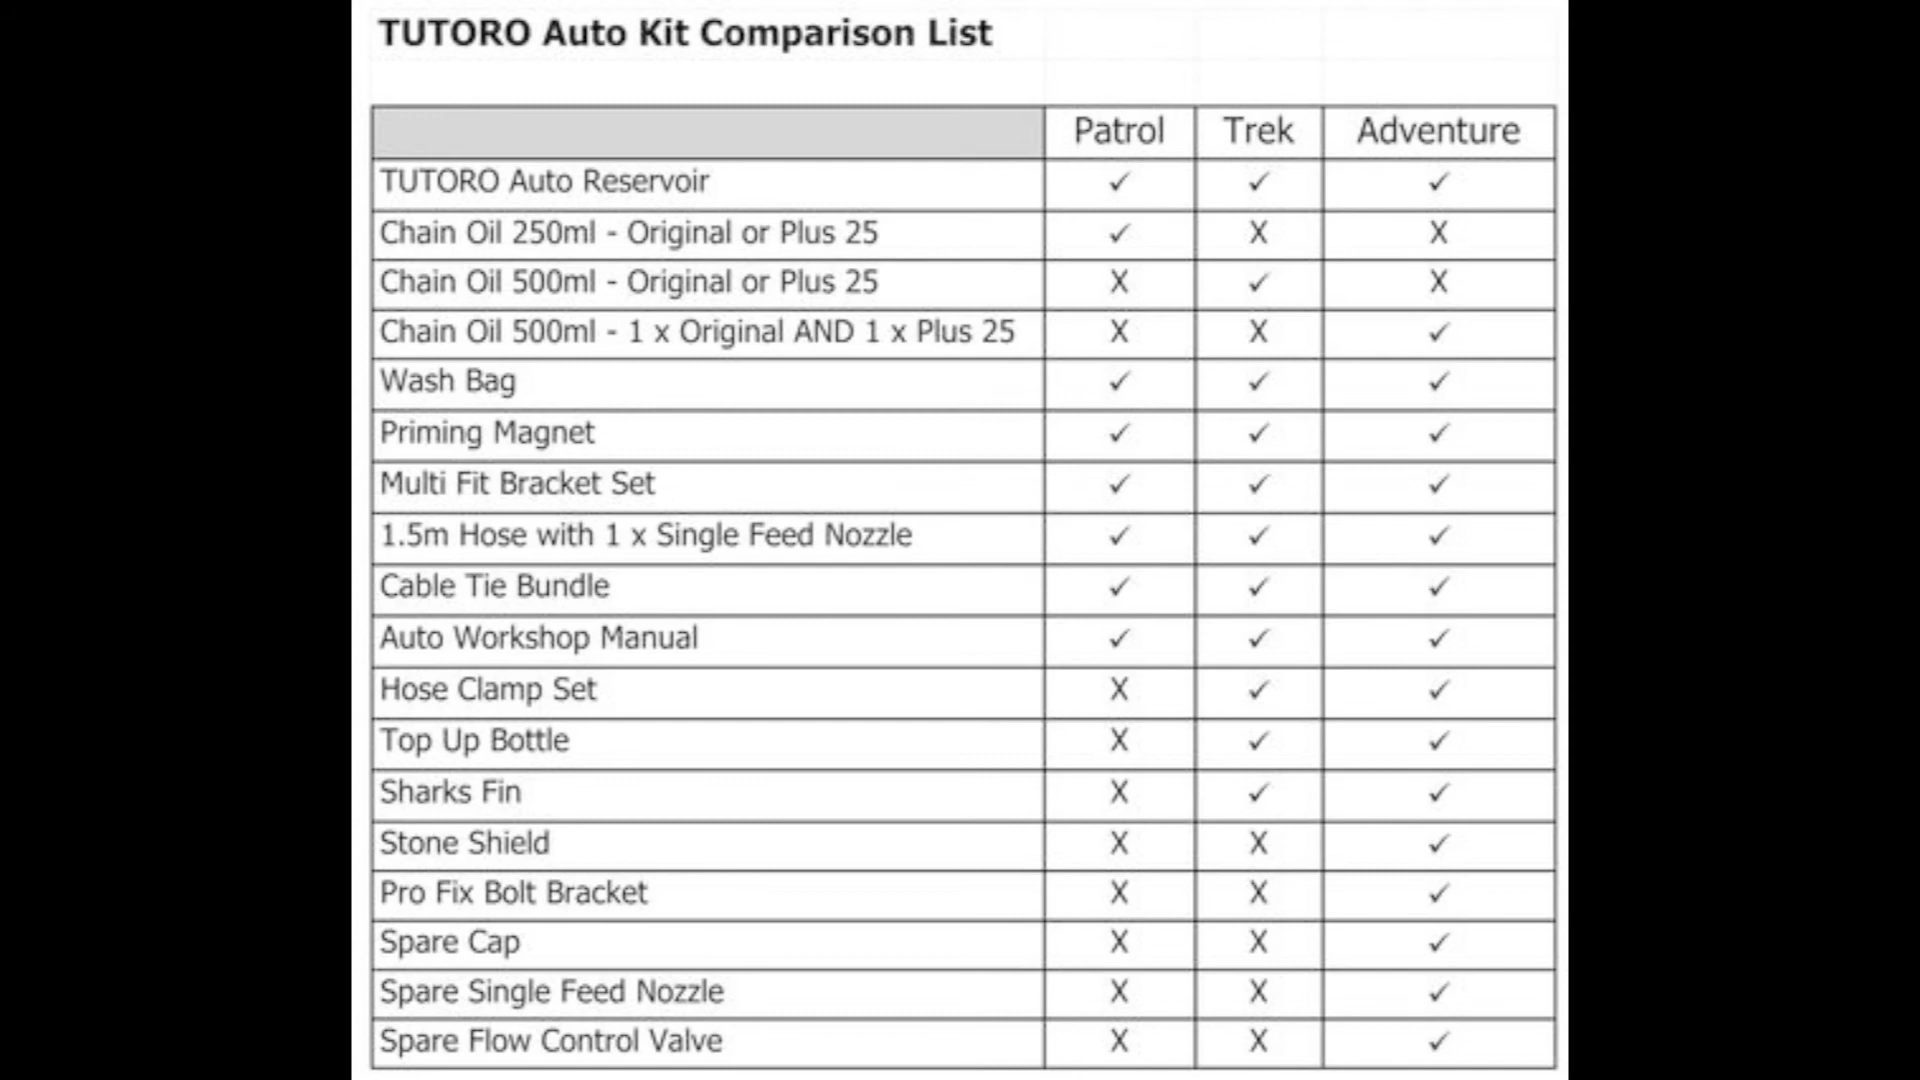 TUTORO Auto Kit Comparison List
Patrol Trek Adventure
TUTORO Auto Reservoir ✓ ✓ ✓
Chain Oil 250ml - Original or Plus 25 ✓ X X
Chain Oil 500ml - Original or Plus 25 X ✓ X
Chain Oil 500ml - 1 x Original AND 1 x Plus 25 X X ✓
Wash Bag ✓ ✓ ✓
Priming Magnet ✓ ✓ ✓
Multi Fit Bracket Set ✓ ✓ ✓
1.5m Hose with 1 x Single Feed Nozzle ✓ ✓ ✓
Cable Tie Bundle ✓ ✓ ✓
Auto Workshop Manual ✓ ✓ ✓
Hose Clamp Set X ✓ ✓
Top Up Bottle X ✓ ✓
Sharks Fin X ✓ ✓
Stone Shield X X ✓
Pro Fix Bolt Bracket X X ✓
Spare Cap X X ✓
Spare Single Feed Nozzle X X ✓
Spare Flow Control Valve X X ✓